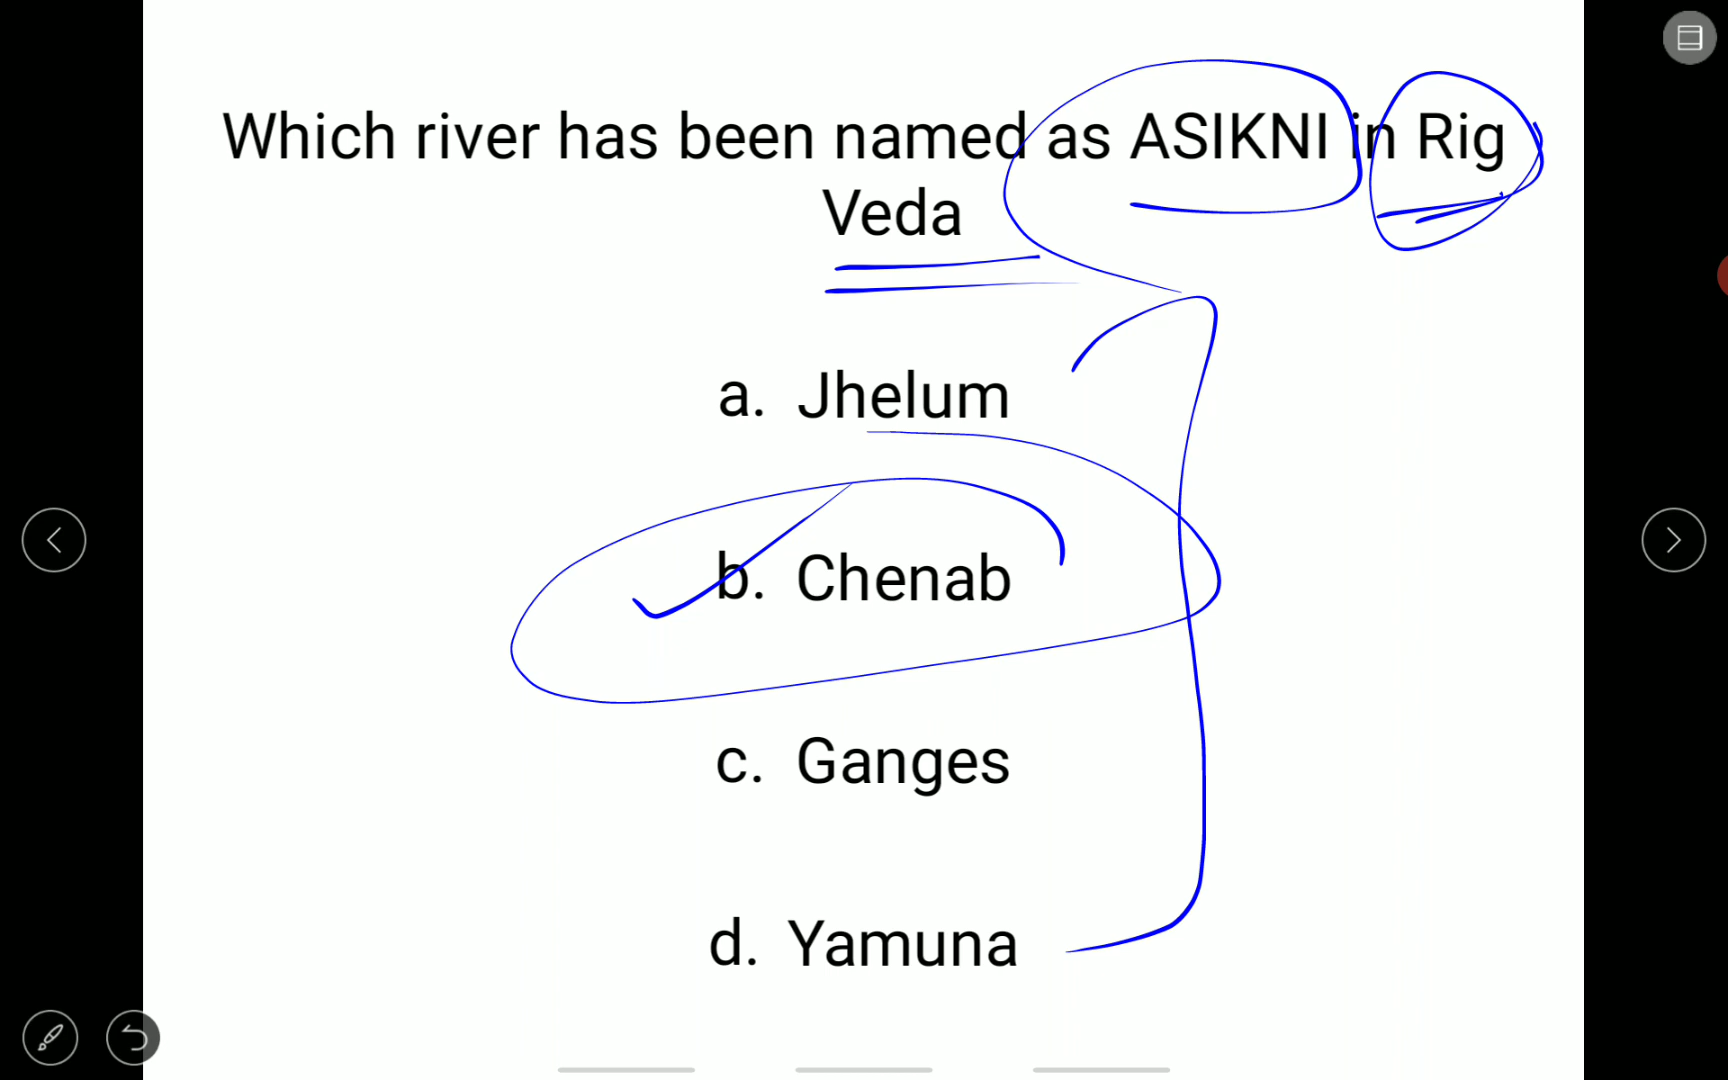 Which river has been named as ASIKNI in Rig
Veda
a. Jhelum
b. Chenab
c. Ganges
d. Yamuna